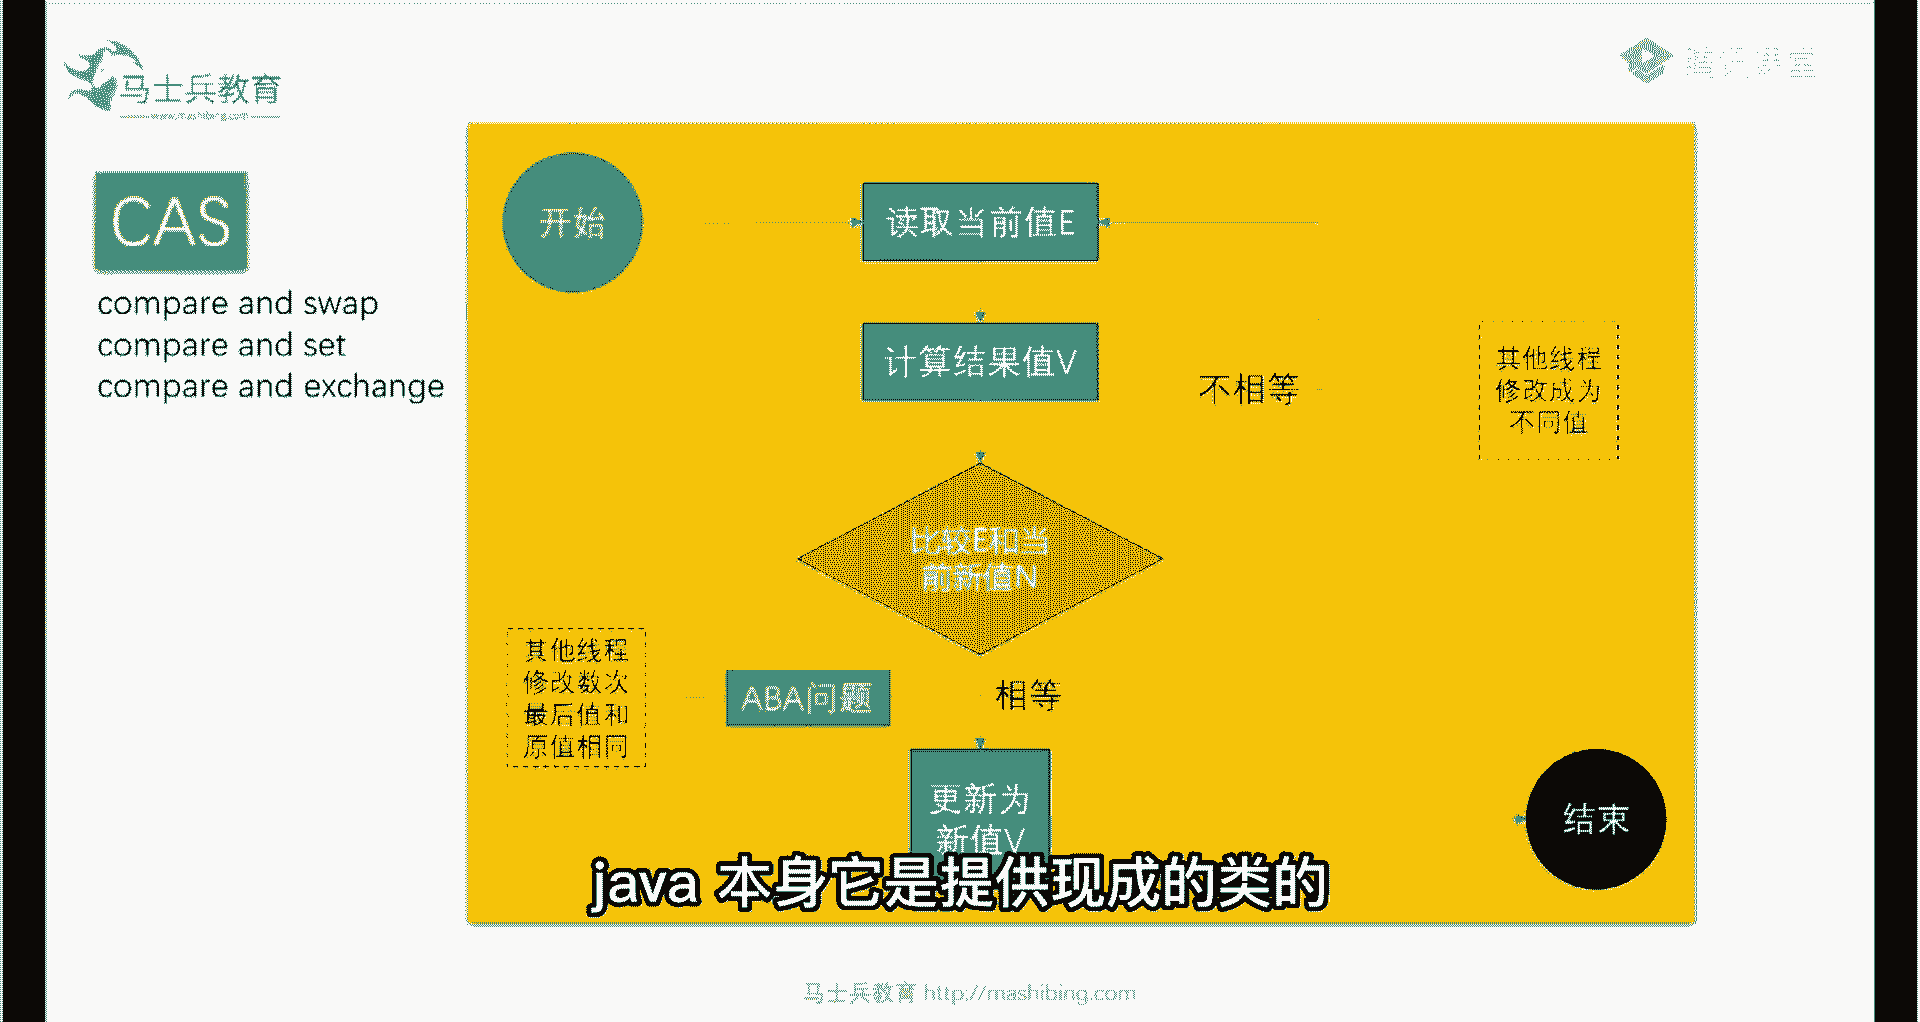 马士兵教育
www.mashibing.com
CAS
compare and swap
compare and set
compare and exchange
开始
读取当前值E
计算结果值V
不相等
其他线程
修改成为
不同值
比较E和当
前新值N
其他线程
修改数次
最后值和
原值相同
ABA问题
相等
更新为
新值V
结束
java 本身它是提供现成的类的
马士兵教育 http://mashibing.com